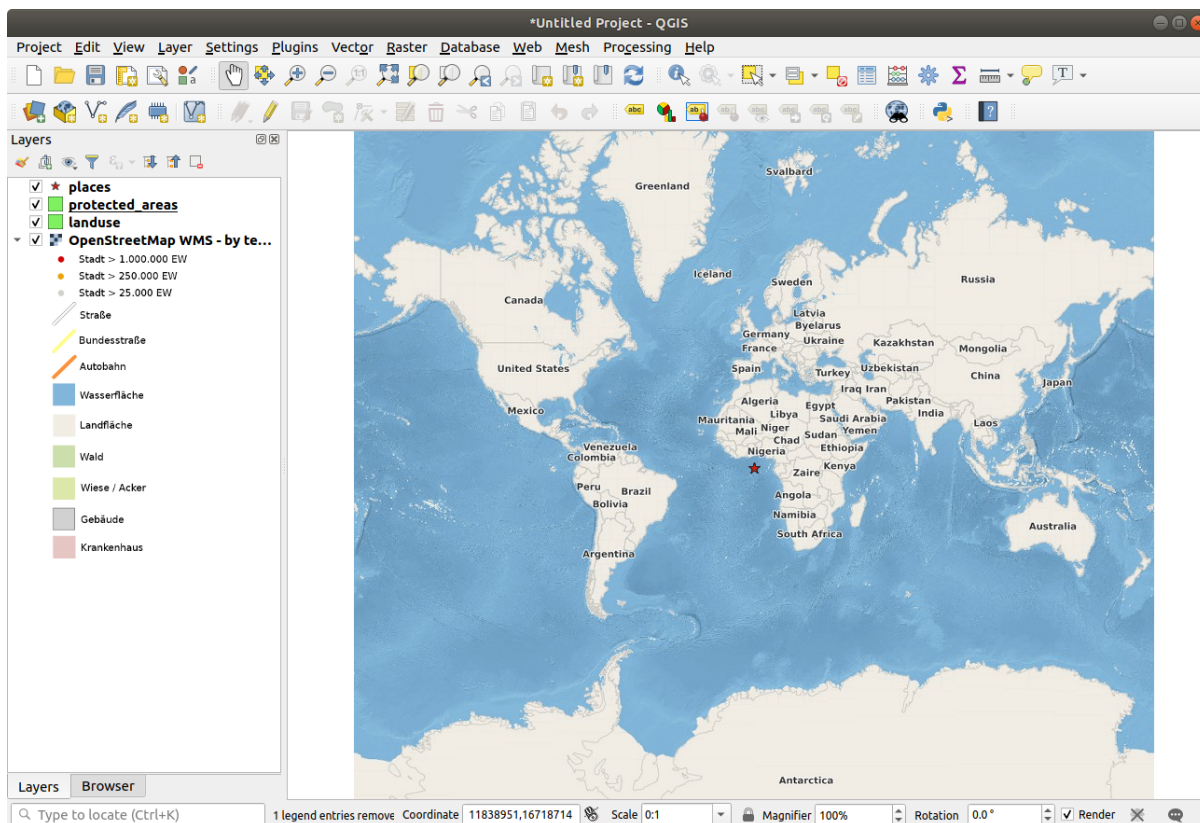 *Untitled Project - QGIS
Project Edit View Layer Settings Plugins Vector Raster Database Web Mesh Processing Help
Layers
places
protected_areas
landuse
OpenStreetMap WMS - by te...
Stadt > 1.000.000 EW
Stadt > 250.000 EW
Stadt > 25.000 EW
Straße
Bundesstraße
Autobahn
Wasserfläche
Landfläche
Wald
Wiese / Acker
Gebäude
Krankenhaus
Layers Browser
Svalbard
Greenland
Iceland
Sweden
Russia
Canada
Latvia
Byelarus
Germany
Ukraine
France
Kazakhstan
Mongolia
United States
Spain
Turkey
Uzbekistan
China
Japan
Iraq Iran
Mexico
Algeria
Egypt
Pakistan
Libya
India
Mauritania
Saudi Arabia
Laos
Mali
Niger
Sudan
Yemen
Chad
Venezuela
Nigeria
Ethiopia
Colombia
Zaire
Kenya
Peru
Brazil
Angola
Bolivia
Namibia
Australia
South Africa
Argentina
Antarctica
Type to locate (Ctrl+K) 1 legend entries remove Coordinate 11838951,16718714 Scale 0:1 Magnifier 100% Rotation 0.0 ° Render